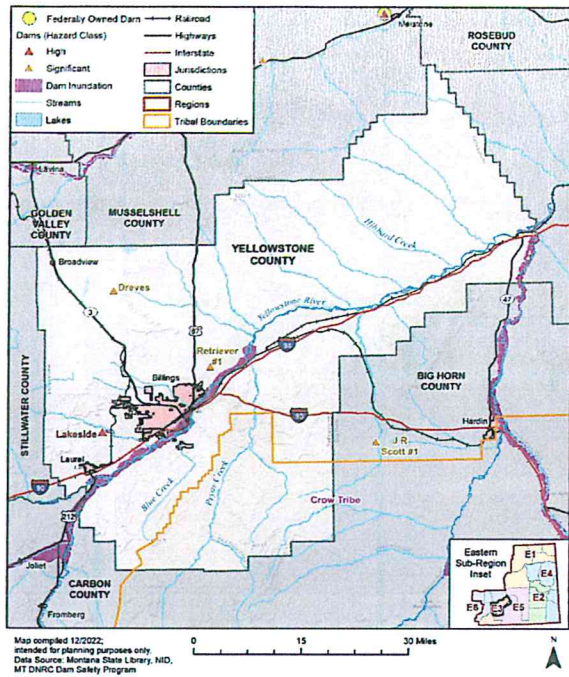 Federally Owned Dam
Dams (Hazard Class)
High
Significant
Dam Inundation
Streams
Lakes
Railroad
Highways
Interstate
Jurisdictions
Counties
Regions
Tribal Boundaries
Melstone
ROSEBUD
COUNTY
Lavina
GOLDEN
VALLEY
COUNTY
MUSSELSHELL
COUNTY
YELLOWSTONE
COUNTY
Hibbard Creek
Broadview
Dreves
3
87
Yellowstone River
47
Retriever
#1
94
Billings
BIG HORN
COUNTY
STILLWATER COUNTY
Lakeside
Hardin
J R
Scott #1
Laurel
Blue Creek
Pryor Creek
Crow Tribe
212
Joliet
CARBON
COUNTY
Fromberg
Eastern
Sub-Region
Inset
E1
E4
E2
E6
E3
E5
Map compiled 12/2022;
intended for planning purposes only.
Data Source: Montana State Library, NID,
MT DNRC Dam Safety Program
0 15 30 Miles
N